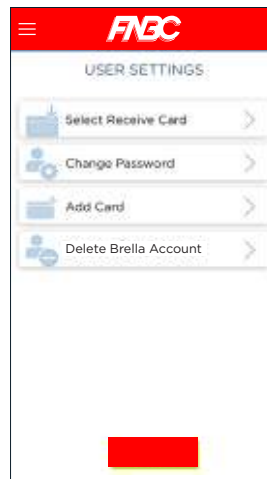 FNBC
USER SETTINGS
Select Receive Card
Change Password
Add Card
Delete Brella Account